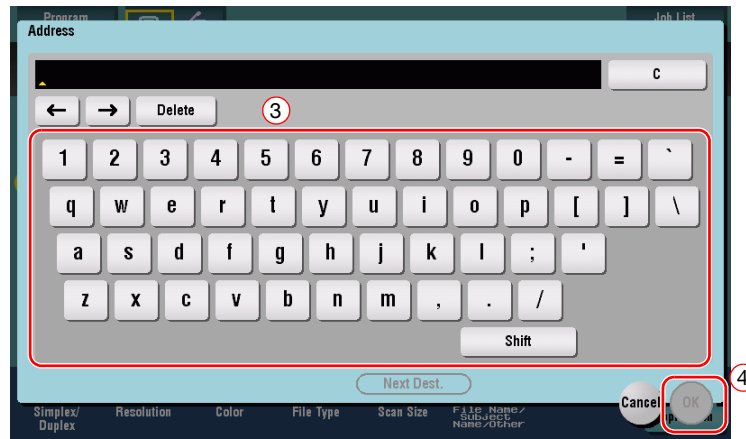 Program
Job List
Address
C
← → Delete
3
1 2 3 4 5 6 7 8 9 0 - = `
q w e r t y u i o p [ ] \
a s d f g h j k l ; '
z x c v b n m , . /
Shift
Next Dest.
4
Cancel OK
Simplex/
Duplex
Resolution
Color
File Type
Scan Size
File Name/
Subject
Name/Other